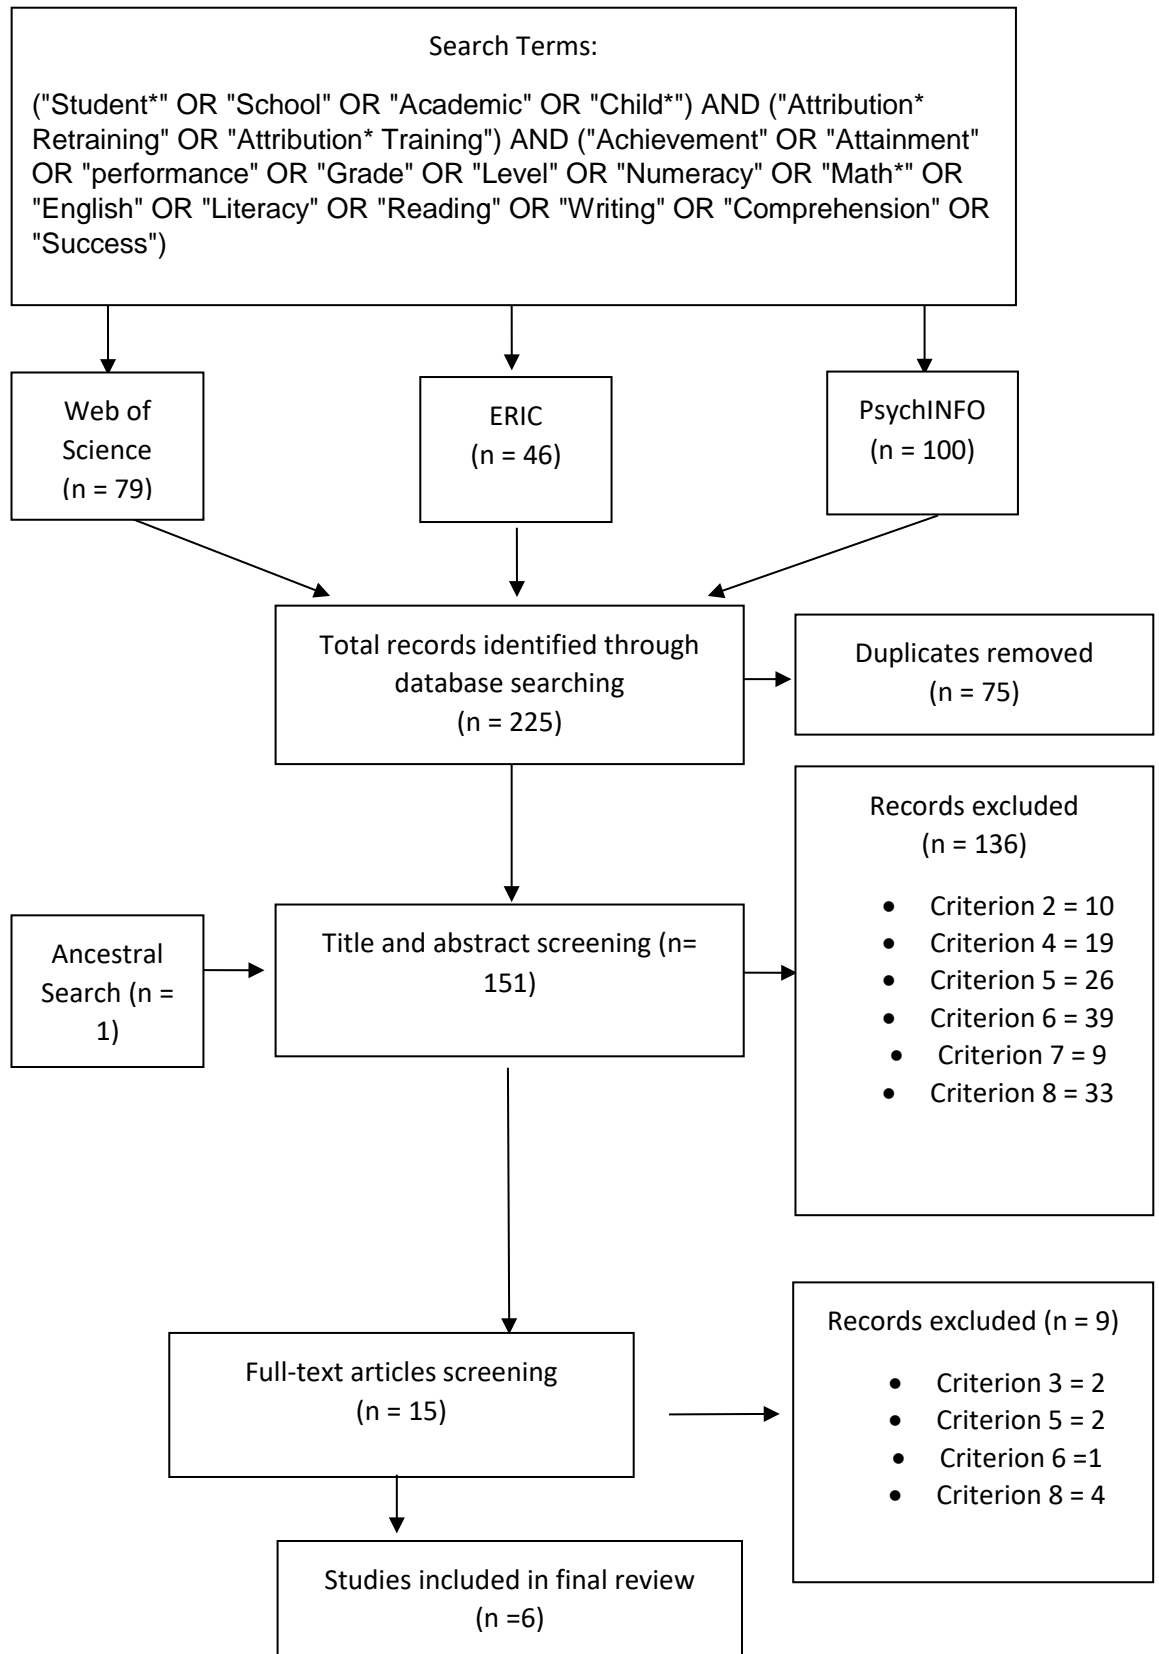 Search Terms:
("Student*" OR "School" OR "Academic" OR "Child*") AND ("Attribution*
Retraining" OR "Attribution* Training") AND ("Achievement" OR "Attainment"
OR "performance" OR "Grade" OR "Level" OR "Numeracy" OR "Math*" OR
"English" OR "Literacy" OR "Reading" OR "Writing" OR "Comprehension" OR
"Success")
Web of
Science
(n = 79)
ERIC
(n = 46)
PsychINFO
(n = 100)
Total records identified through
database searching
(n = 225)
Duplicates removed
(n = 75)
Records excluded
(n = 136)
• Criterion 2 = 10
• Criterion 4 = 19
• Criterion 5 = 26
• Criterion 6 = 39
• Criterion 7 = 9
• Criterion 8 = 33
Ancestral
Search (n =
1)
Title and abstract screening (n=
151)
Full-text articles screening
(n = 15)
Records excluded (n = 9)
• Criterion 3 = 2
• Criterion 5 = 2
• Criterion 6 =1
• Criterion 8 = 4
Studies included in final review
(n =6)